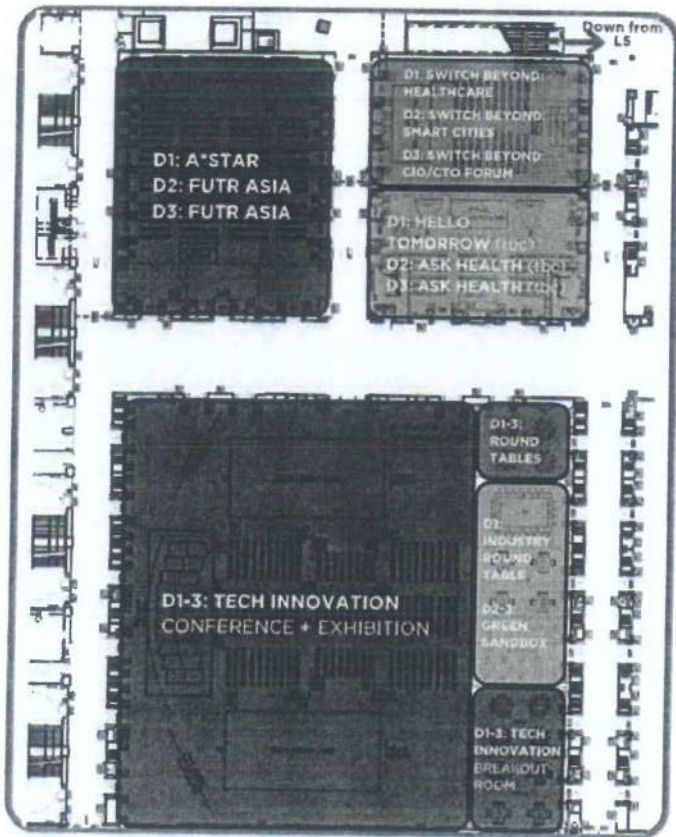 Down from
L5
D1: A*STAR
D2: FUTR ASIA
D3: FUTR ASIA
D1: SWITCH BEYOND:
HEALTHCARE
D2: SWITCH BEYOND:
SMART CITIES
D3: SWITCH BEYOND:
CIO/CTO FORUM
D1: HELLO
TOMORROW (tbc)
D2: ASK HEALTH (tbc)
D3: ASK HEALTH (tbc)
D1-3: TECH INNOVATION
CONFERENCE + EXHIBITION
D1-3:
ROUND
TABLES
D1:
INDUSTRY
ROUND
TABLE
D2-3
GREEN
SANDBOX
D1-3: TECH
INNOVATION
BREAKOUT
ROOM